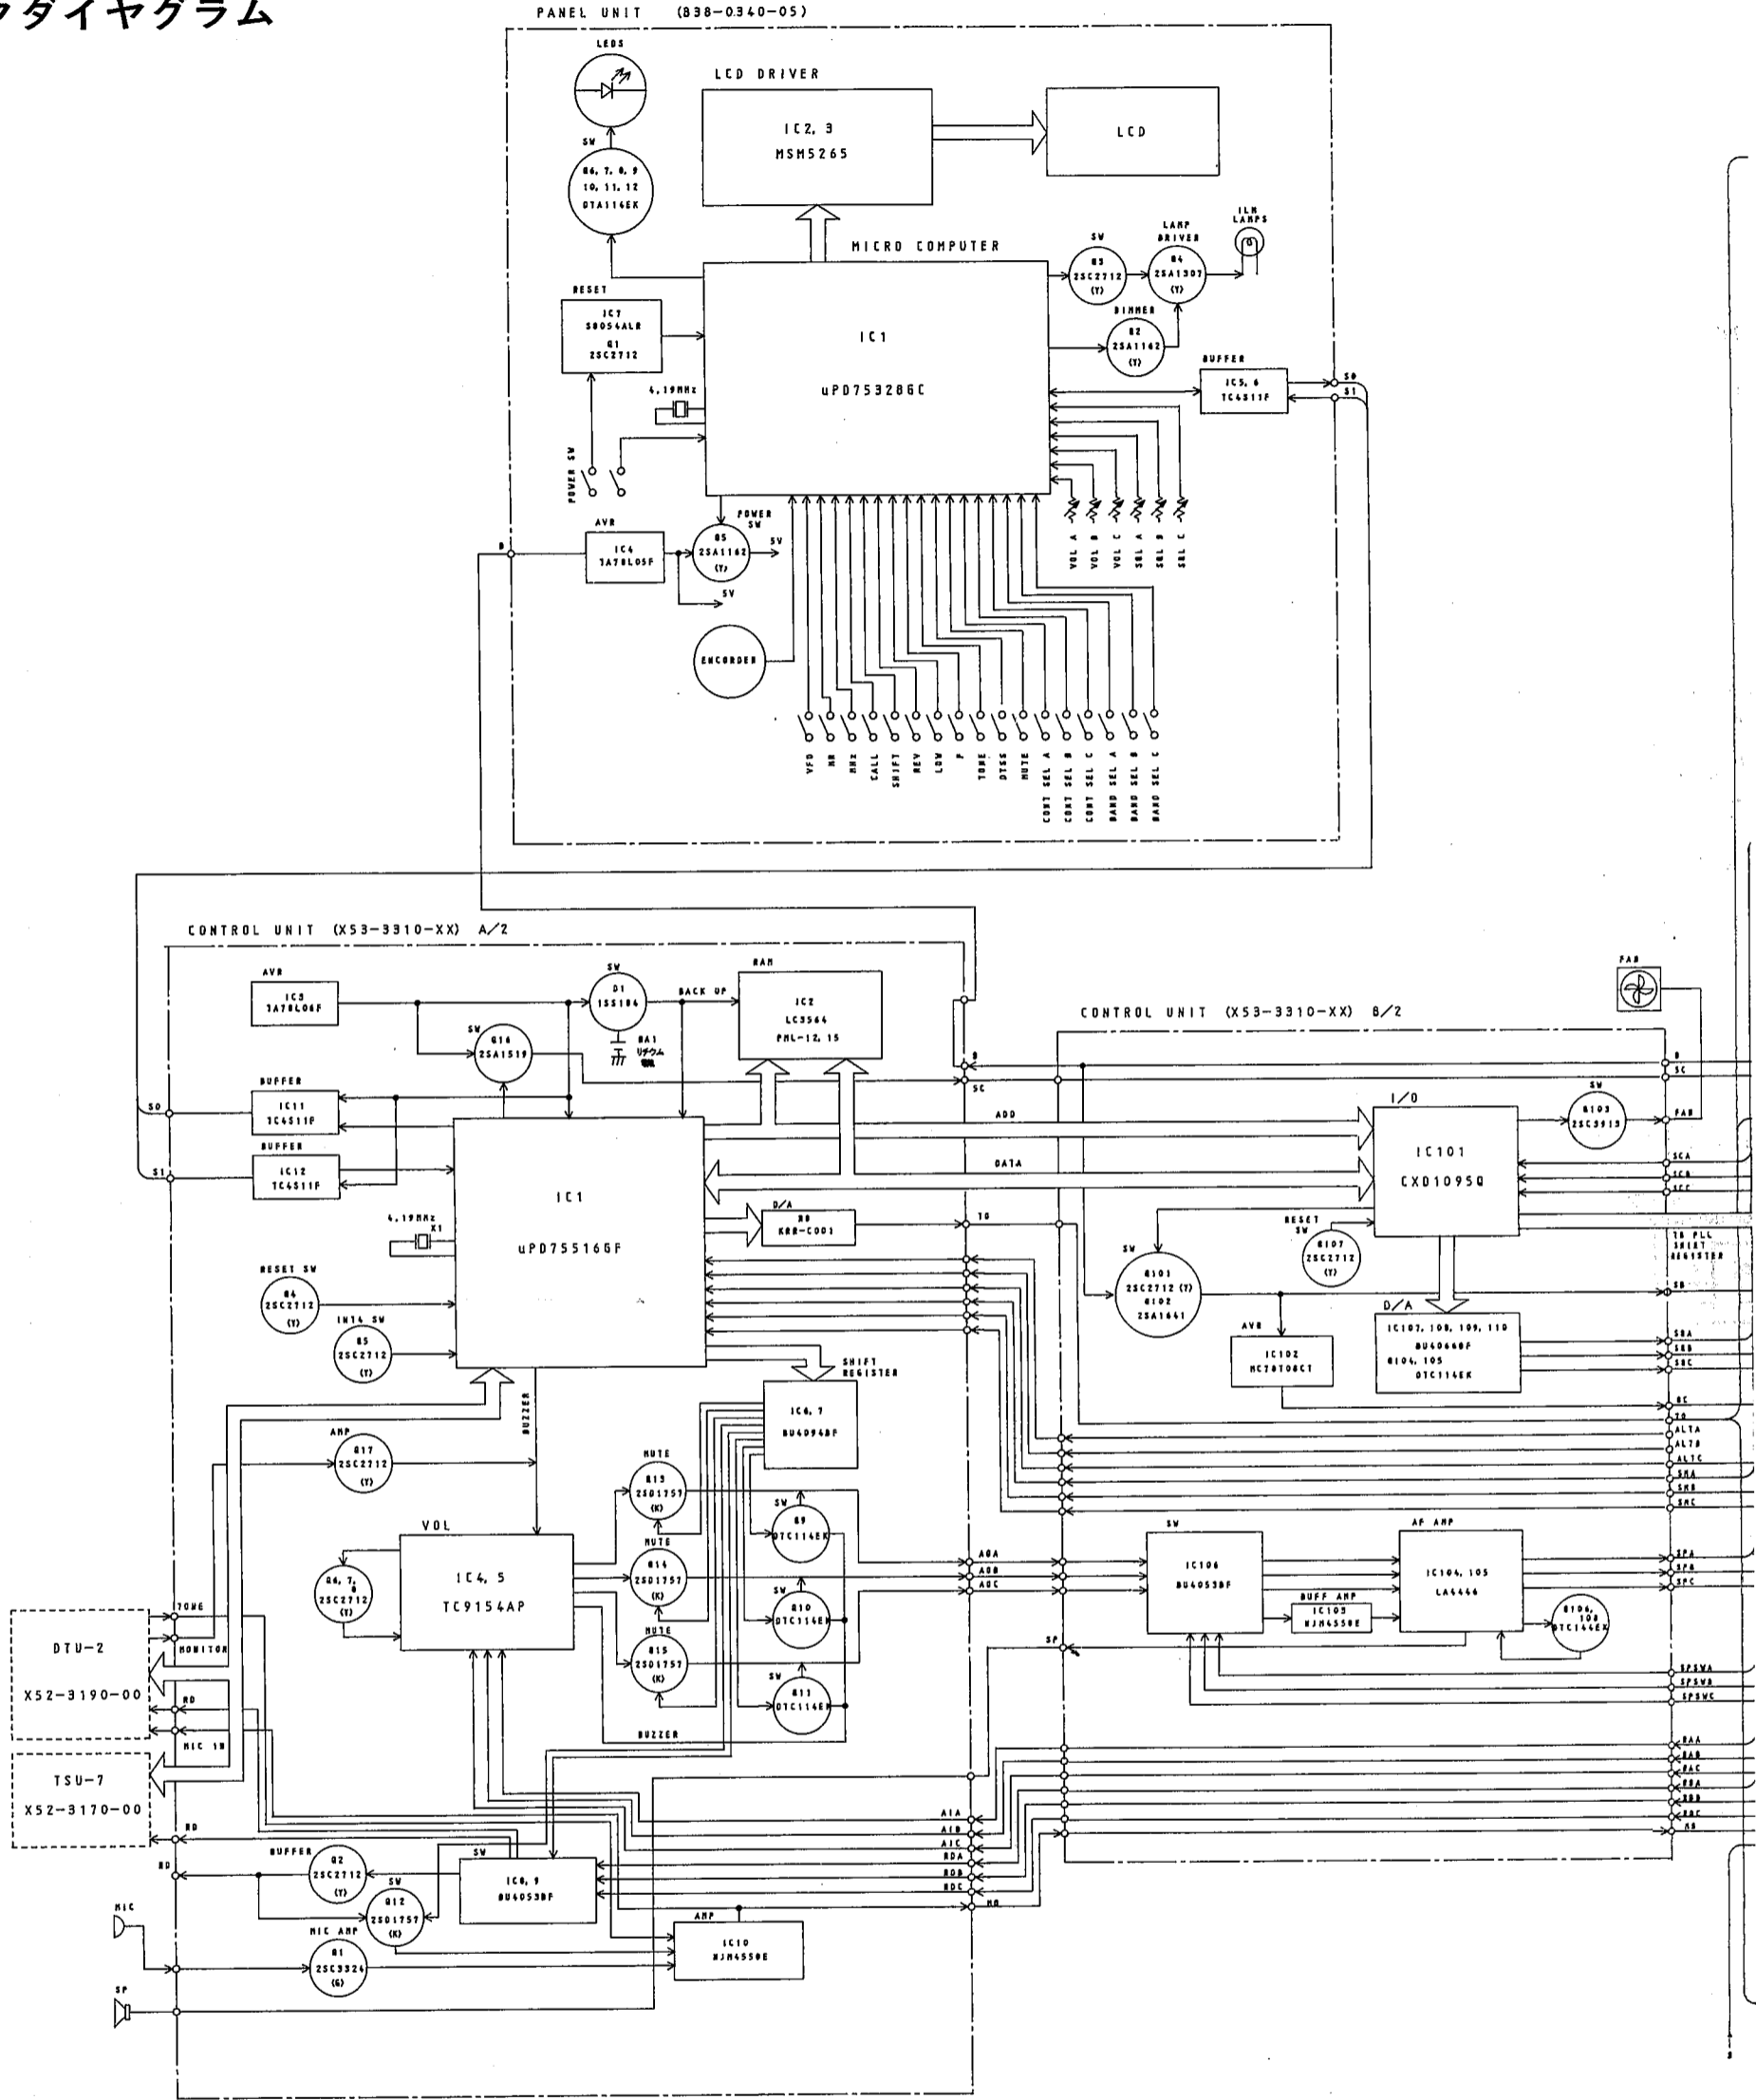 クダイヤグラム
PANEL UNIT (B38-0340-05)
LEDS
SW
Q6, 7, 8, 9
10, 11, 12
DTA114EK
LCD DRIVER
IC2, 3
MSM5265
LCD
MICRO COMPUTER
IC1
uPD75328GC
SW
Q3
2SC2712
(Y)
LAMP
DRIVER
Q4
2SA1307
(Y)
ILM
LAMPS
DIMMER
Q2
2SA1162
(Y)
RESET
IC7
S8054ALR
Q1
2SC2712
4.19MHz
POWER SW
BUFFER
IC5, 6
TC4S11F
S0
S1
AVR
IC4
TA78L05F
B
POWER
SW
Q5
2SA1162
(Y)
5V
5V
ENCORDER
VOL A
VOL B
VOL C
SQL A
SQL B
SQL C
VFO
MR
MHz
CALL
SHIFT
REV
LOW
P
TONE
DTSS
MUTE
CONT SEL A
CONT SEL B
CONT SEL C
BAND SEL A
BAND SEL B
BAND SEL C
CONTROL UNIT (X53-3310-XX) A/2
AVR
IC3
TA78L06F
SW
D1
1SS184
BACK UP
BA1
リチウム
電池
RAM
IC2
LC3564
PML-12, 15
SW
Q16
2SA1519
BUFFER
IC11
TC4S11F
BUFFER
IC12
TC4S11F
S0
S1
B
SC
ADD
DATA
IC1
uPD75516GF
4.19MHz
X1
D/A
R8
KRR-C001
TO
RESET SW
Q4
2SC2712
(Y)
INT4 SW
Q5
2SC2712
(Y)
SHIFT
REGISTER
IC6, 7
BU4094BF
BUZZER
AMP
Q17
2SC2712
(Y)
VOL
IC4, 5
TC9154AP
Q6, 7,
8
2SC2712
(Y)
MUTE
Q13
2SD1757
(K)
MUTE
Q14
2SD1757
(K)
MUTE
Q15
2SD1757
(K)
SW
Q9
DTC114EK
SW
Q10
DTC114EK
SW
Q11
DTC114EK
BUZZER
AOA
AOB
AOC
DTU-2
X52-3190-00
TSU-7
X52-3170-00
TONE
MONITOR
RD
MIC IN
RD
RD
BUFFER
Q2
2SC2712
(Y)
SW
Q12
2SD1757
(K)
SW
IC8, 9
BU4053BF
MIC
MIC AMP
Q1
2SC3324
(G)
AMP
IC10
NJM4558E
SP
AIA
AIB
AIC
RDA
RDB
RDC
MO
CONTROL UNIT (X53-3310-XX) B/2
FAN
I/O
IC101
CXD1095Q
SW
Q103
2SC3913
B
SC
FAN
SCA
SCB
SCC
TO PLL
SHIFT
REGISTER
RESET
SW
Q107
2SC2712
(Y)
SW
Q101
2SC2712 (Y)
Q102
2SA1641
SB
AVR
IC102
MC78T08CT
D/A
IC107, 108, 109, 110
BU4066BF
Q104, 105
DTC114EK
8C
TO
ALTA
ALTB
ALTC
SMA
SMB
SMC
SW
IC106
BU4053BF
BUFF AMP
IC103
NJM4558E
AF AMP
IC104, 105
LA4446
Q106,
108
DTC144EK
SPA
SPB
SPC
SP
SPSWA
SPSWB
SPSWC
RAA
RAB
RAC
RDA
RDB
RDC